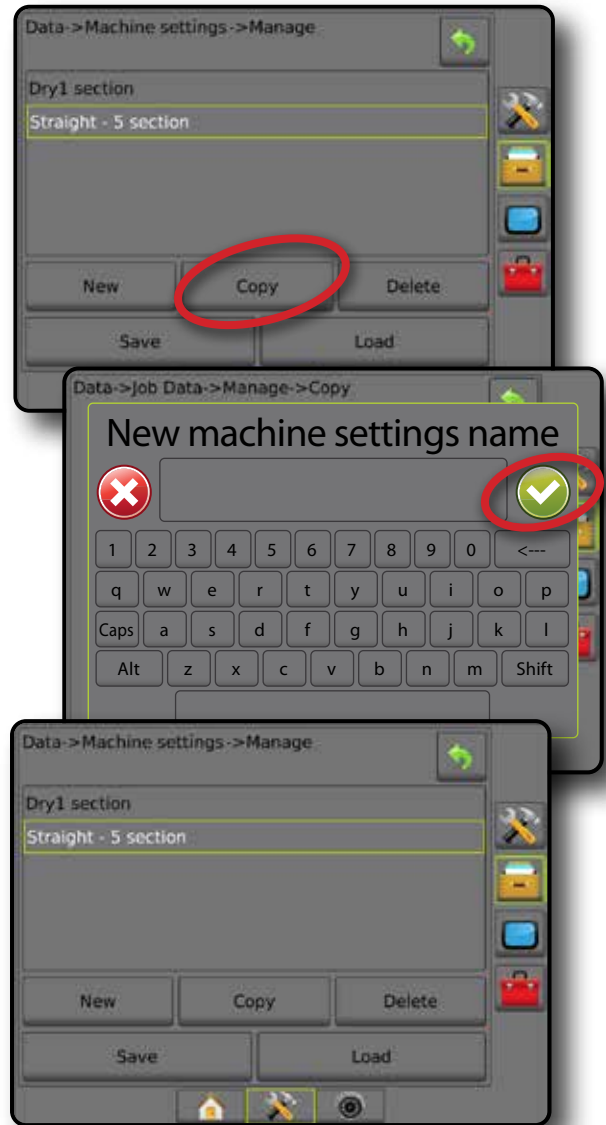 Data->Machine settings->Manage
Dry1 section
Straight - 5 section
New Copy Delete
Save Load
Data->Job Data->Manage->Copy
New machine settings name
1 2 3 4 5 6 7 8 9 0 <---
q w e r t y u i o p
Caps a s d f g h j k l
Alt z x c v b n m Shift
Data->Machine settings->Manage
Dry1 section
Straight - 5 section
New Copy Delete
Save Load